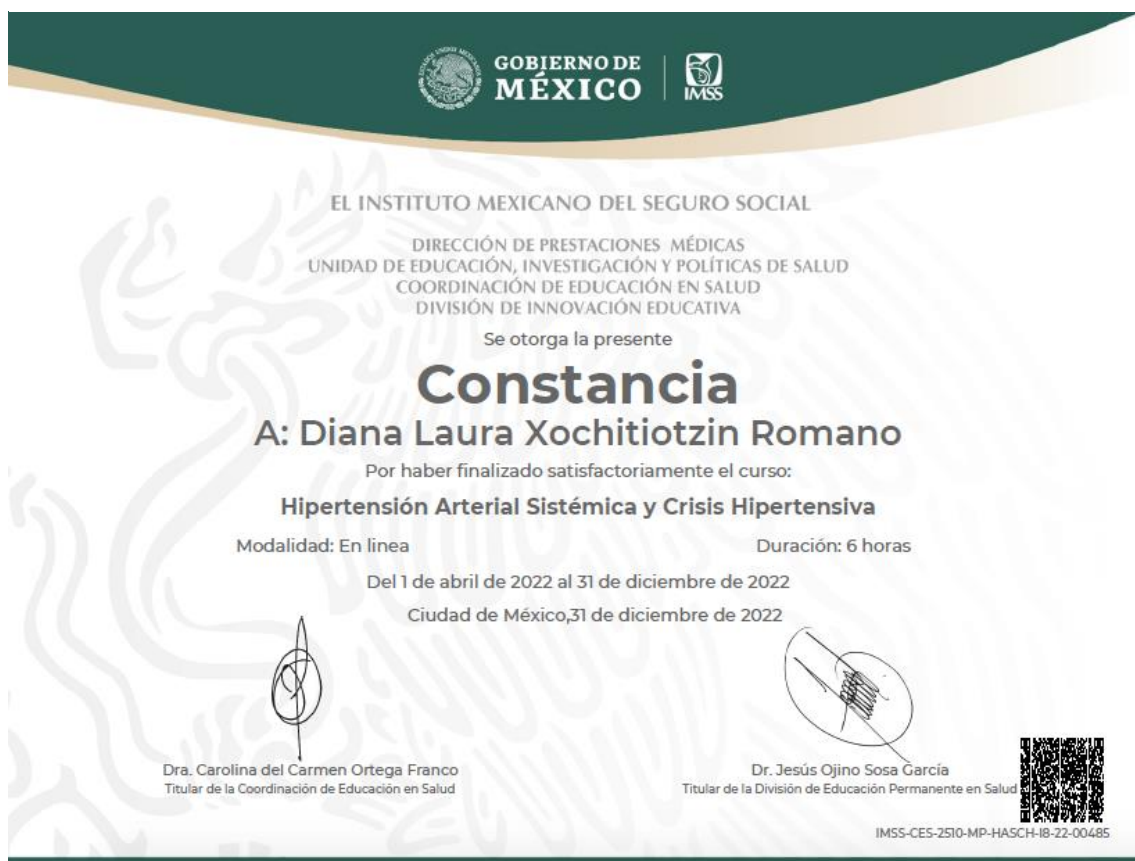 GOBIERNO DE
MÉXICO
IMSS
EL INSTITUTO MEXICANO DEL SEGURO SOCIAL
DIRECCIÓN DE PRESTACIONES MÉDICAS
UNIDAD DE EDUCACIÓN, INVESTIGACIÓN Y POLÍTICAS DE SALUD
COORDINACIÓN DE EDUCACIÓN EN SALUD
DIVISIÓN DE INNOVACIÓN EDUCATIVA
Se otorga la presente
Constancia
A: Diana Laura Xochitiotzin Romano
Por haber finalizado satisfactoriamente el curso:
Hipertensión Arterial Sistémica y Crisis Hipertensiva
Modalidad: En linea Duración: 6 horas
Del 1 de abril de 2022 al 31 de diciembre de 2022
Ciudad de México,31 de diciembre de 2022
Dra. Carolina del Carmen Ortega Franco Dr. Jesús Ojino Sosa García
Titular de la Coordinación de Educación en Salud Titular de la División de Educación Permanente en Salud
IMSS-CES-2510-MP-HASCH-I8-22-00485